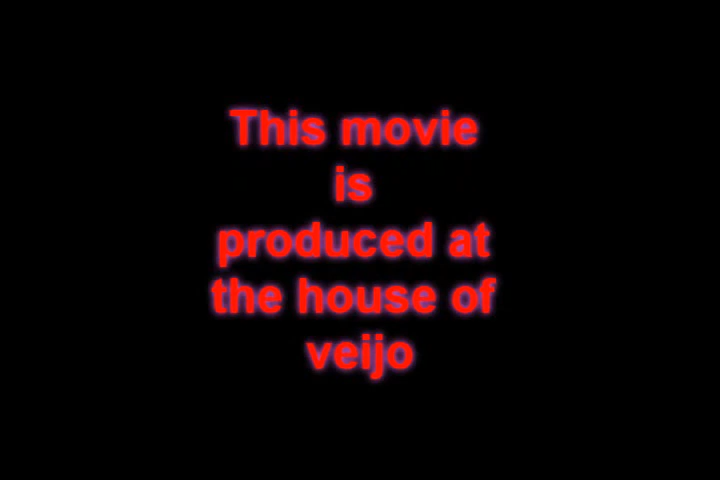 This movie
is
produced at
the house of
veijo